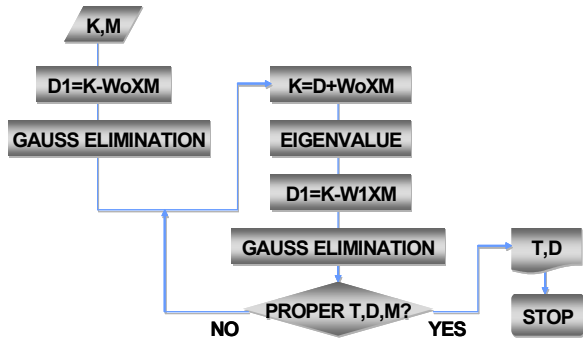 K,M
D1=K-WoXM
GAUSS ELIMINATION
K=D+WoXM
EIGENVALUE
D1=K-W1XM
GAUSS ELIMINATION
PROPER T,D,M?
NO
YES
T,D
STOP